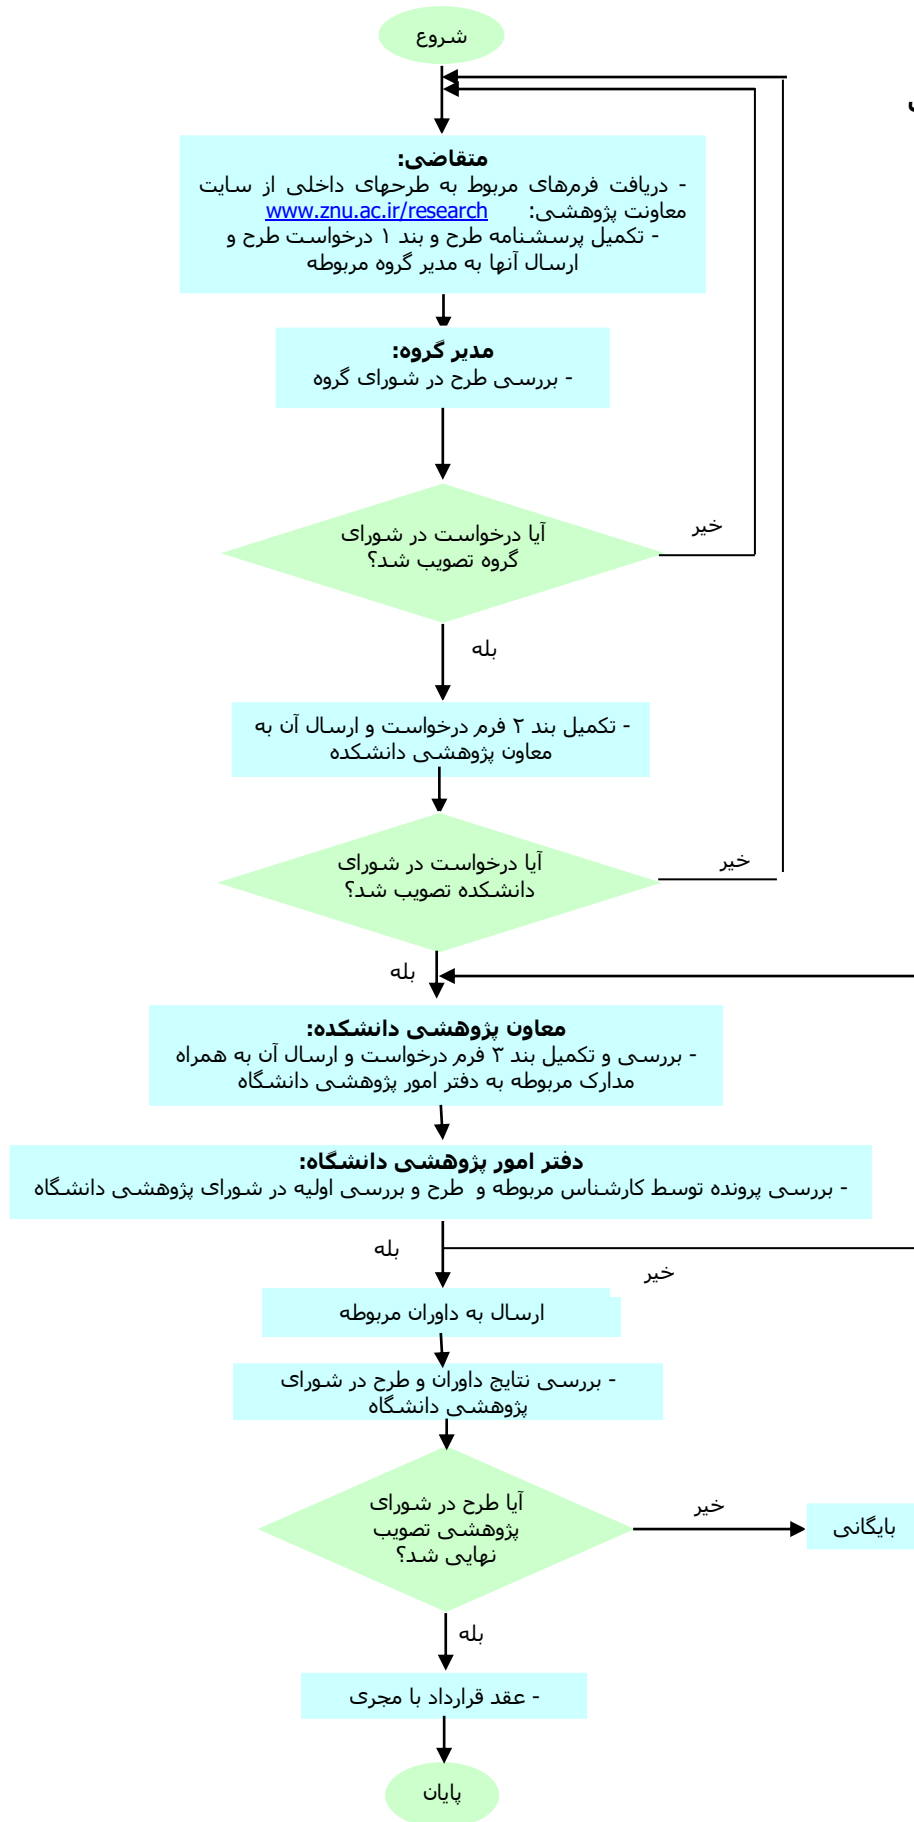 شروع
متقاضی:
- دریافت فرم‌های مربوط به طرحهای داخلی از سایت
معاونت پژوهشی: www.znu.ac.ir/research
- تکمیل پرسشنامه طرح و بند ۱ درخواست طرح و
ارسال آنها به مدیر گروه مربوطه
مدیر گروه:
- بررسی طرح در شورای گروه
آیا درخواست در شورای
گروه تصویب شد؟
خیر
بله
- تکمیل بند ۲ فرم درخواست و ارسال آن به
معاون پژوهشی دانشکده
آیا درخواست در شورای
دانشکده تصویب شد؟
خیر
بله
معاون پژوهشی دانشکده:
- بررسی و تکمیل بند ۳ فرم درخواست و ارسال آن به همراه
مدارک مربوطه به دفتر امور پژوهشی دانشگاه
دفتر امور پژوهشی دانشگاه:
- بررسی پرونده توسط کارشناس مربوطه و طرح و بررسی اولیه در شورای پژوهشی دانشگاه
بله
خیر
ارسال به داوران مربوطه
- بررسی نتایج داوران و طرح در شورای
پژوهشی دانشگاه
آیا طرح در شورای
پژوهشی تصویب
نهایی شد؟
خیر
بایگانی
بله
- عقد قرارداد با مجری
پایان